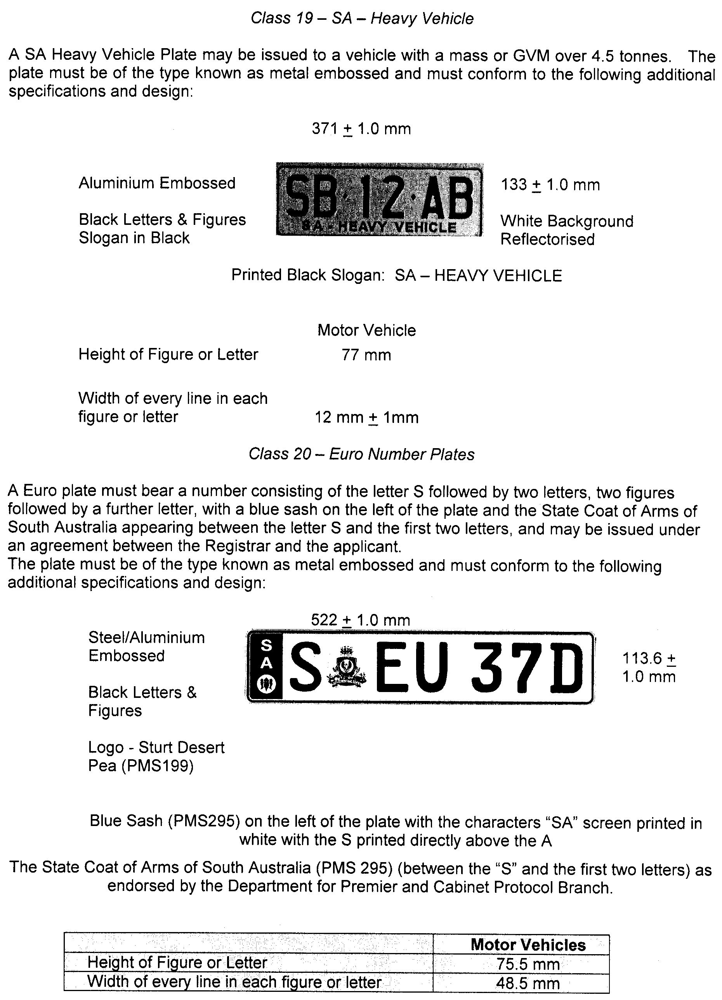 Class 19 – SA – Heavy Vehicle
A SA Heavy Vehicle Plate may be issued to a vehicle with a mass or GVM over 4.5 tonnes. The
plate must be of the type known as metal embossed and must conform to the following additional
specifications and design:
371 ± 1.0 mm
Aluminium Embossed
SB·12·AB
SA - HEAVY VEHICLE
133 ± 1.0 mm
Black Letters & Figures
Slogan in Black
White Background
Reflectorised
Printed Black Slogan: SA – HEAVY VEHICLE
Motor Vehicle
Height of Figure or Letter 77 mm
Width of every line in each
figure or letter 12 mm ± 1mm
Class 20 – Euro Number Plates
A Euro plate must bear a number consisting of the letter S followed by two letters, two figures
followed by a further letter, with a blue sash on the left of the plate and the State Coat of Arms of
South Australia appearing between the letter S and the first two letters, and may be issued under
an agreement between the Registrar and the applicant.
The plate must be of the type known as metal embossed and must conform to the following
additional specifications and design:
522 ± 1.0 mm
Steel/Aluminium
Embossed
S
A
S EU 37D
113.6 ±
1.0 mm
Black Letters &
Figures
Logo - Sturt Desert
Pea (PMS199)
Blue Sash (PMS295) on the left of the plate with the characters “SA” screen printed in
white with the S printed directly above the A
The State Coat of Arms of South Australia (PMS 295) (between the “S” and the first two letters) as
endorsed by the Department for Premier and Cabinet Protocol Branch.
Motor Vehicles
Height of Figure or Letter 75.5 mm
Width of every line in each figure or letter 48.5 mm